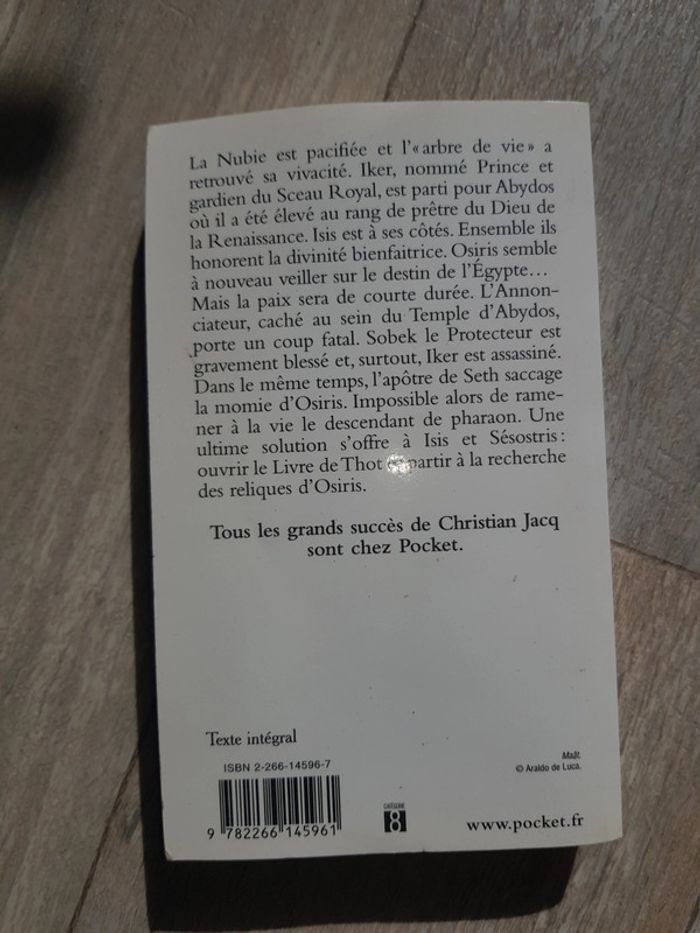 La Nubie est pacifiée et l'« arbre de vie » a
retrouvé sa vivacité. Iker, nommé Prince et
gardien du Sceau Royal, est parti pour Abydos
où il a été élevé au rang de prêtre du Dieu de
la Renaissance. Isis est à ses côtés. Ensemble ils
honorent la divinité bienfaitrice. Osiris semble
à nouveau veiller sur le destin de l'Égypte...
Mais la paix sera de courte durée. L'Annon-
ciateur, caché au sein du Temple d'Abydos,
porte un coup fatal. Sobek le Protecteur est
gravement blessé et, surtout, Iker est assassiné.
Dans le même temps, l'apôtre de Seth saccage
la momie d'Osiris. Impossible alors de rame-
ner à la vie le descendant de pharaon. Une
ultime solution s'offre à Isis et Sésostris :
ouvrir le Livre de Thot partir à la recherche
des reliques d'Osiris.
Tous les grands succès de Christian Jacq
sont chez Pocket.
Texte intégral
ISBN 2-266-14596-7
9 782266 145961
CATÉGORIE
8
Maât.
© Araldo de Luca.
www.pocket.fr